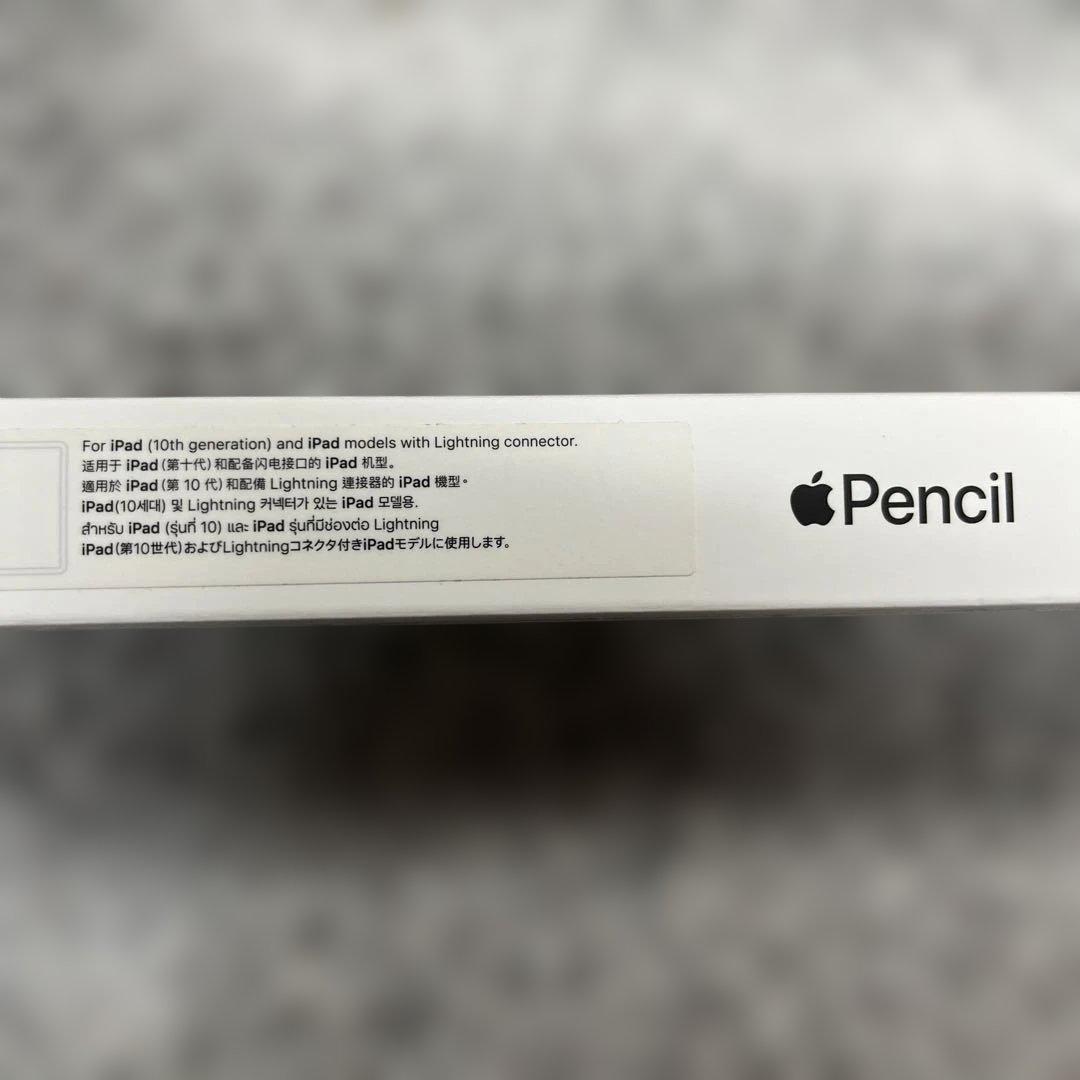 For iPad (10th generation) and iPad models with Lightning connector.
适用于 iPad (第十代) 和配备闪电接口的 iPad 机型。
適用於 iPad (第 10 代) 和配備 Lightning 連接器的 iPad 機型。
iPad(10세대) 및 Lightning 커넥터가 있는 iPad 모델용.
สำหรับ iPad (รุ่นที่ 10) และ iPad รุ่นที่มีช่องต่อ Lightning
iPad(第10世代)およびLightningコネクタ付きiPadモデルに使用します。
Pencil